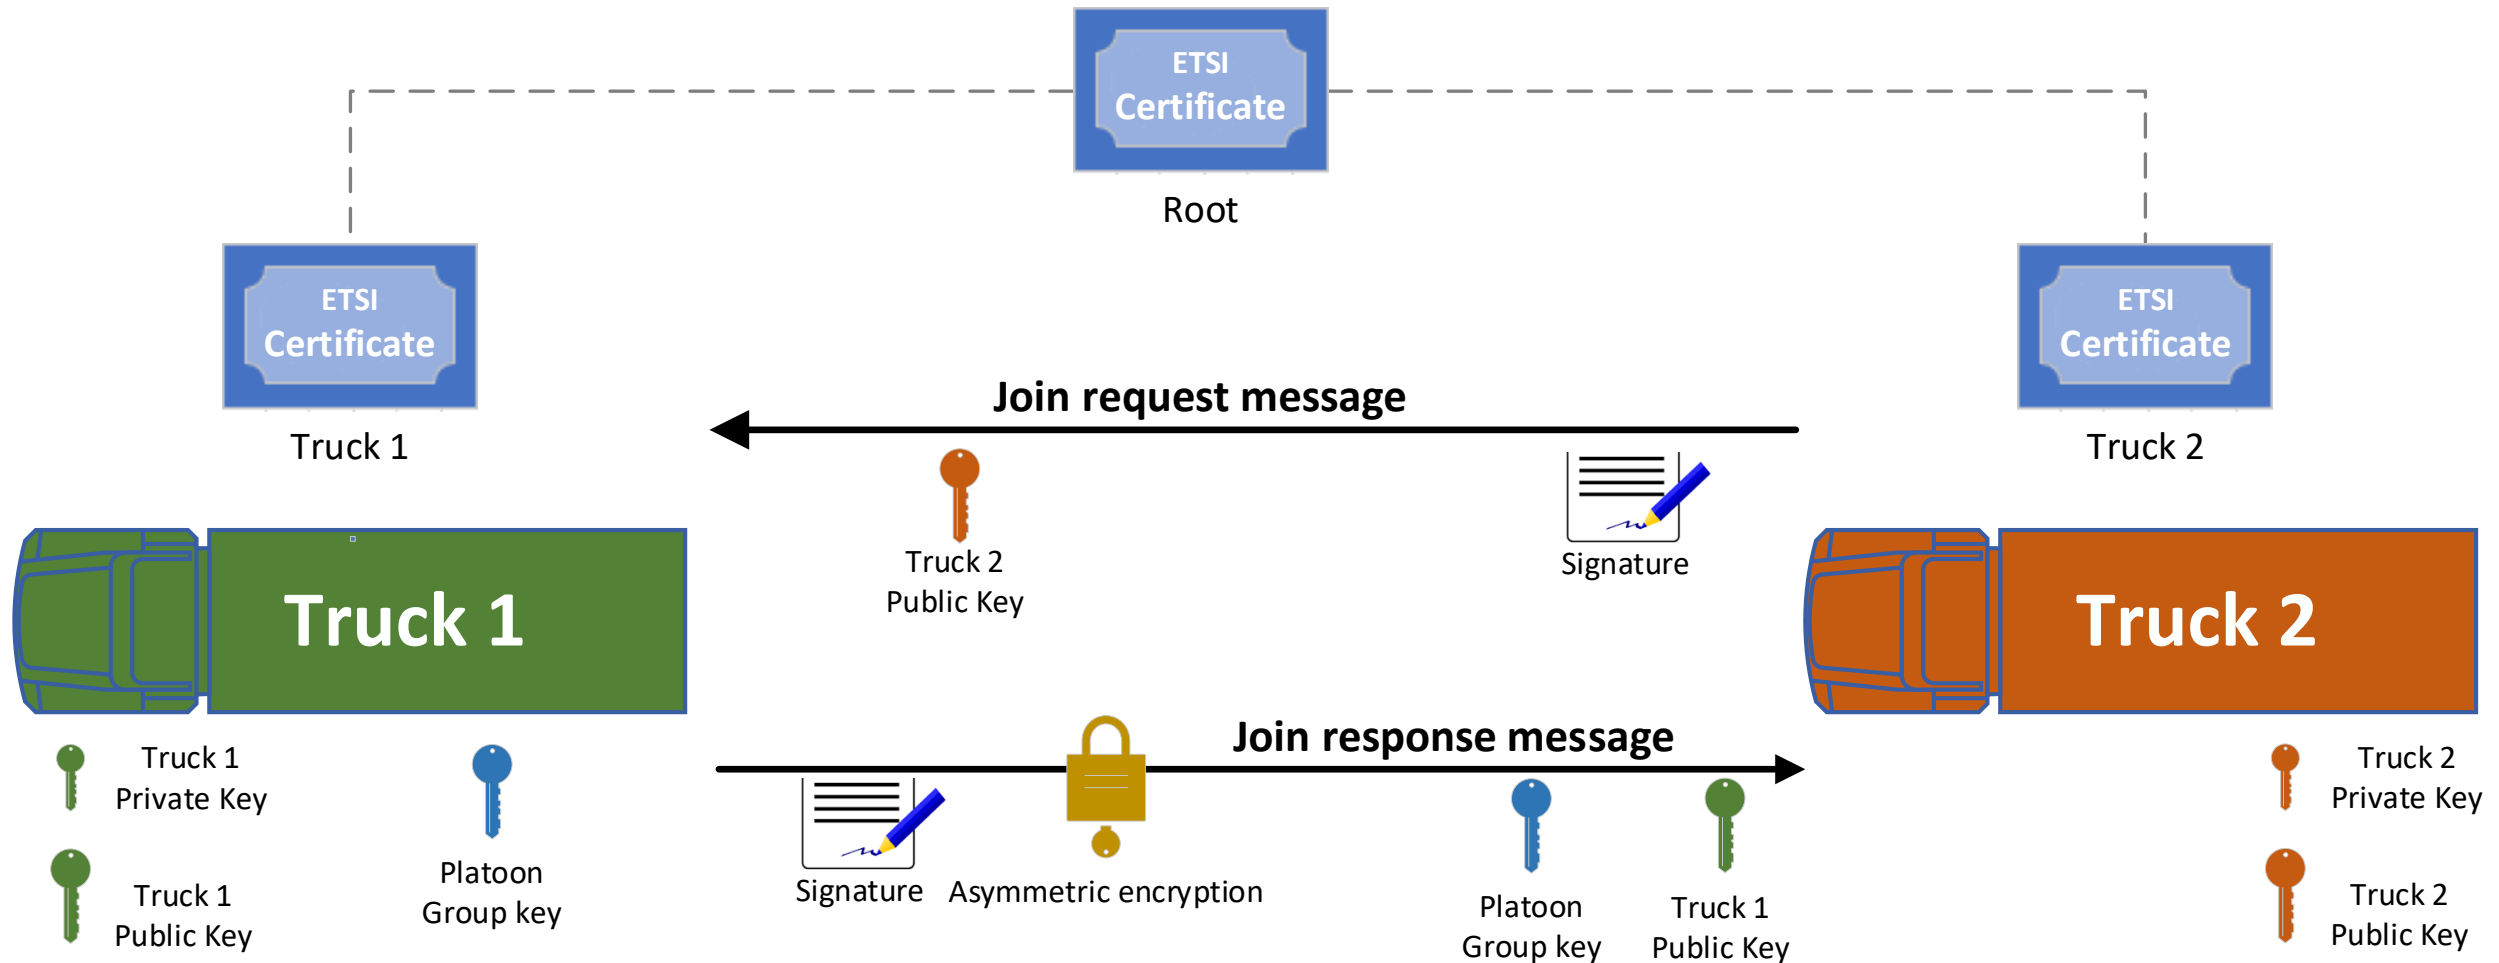 ETSI
Certificate
Root
ETSI
Certificate
Truck 1
ETSI
Certificate
Truck 2
Join request message
Truck 2
Public Key
Signature
Truck 1
Truck 2
Join response message
Signature
Asymmetric encryption
Platoon
Group key
Truck 1
Public Key
Truck 1
Private Key
Truck 1
Public Key
Platoon
Group key
Truck 2
Private Key
Truck 2
Public Key